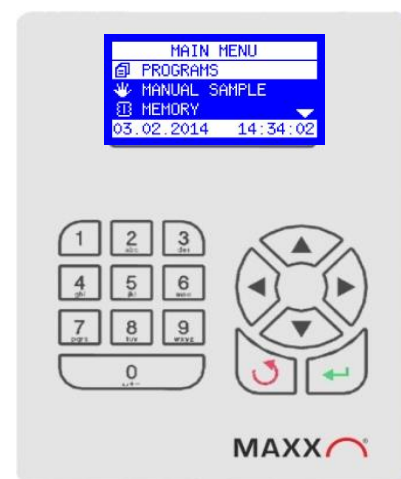 MAIN MENU
PROGRAMS
MANUAL SAMPLE
MEMORY
03.02.2014 14:34:02
1 2 3
abc def
4 5 6
ghi jkl mno
7 8 9
pqrs tuv wxyz
0
MAXX